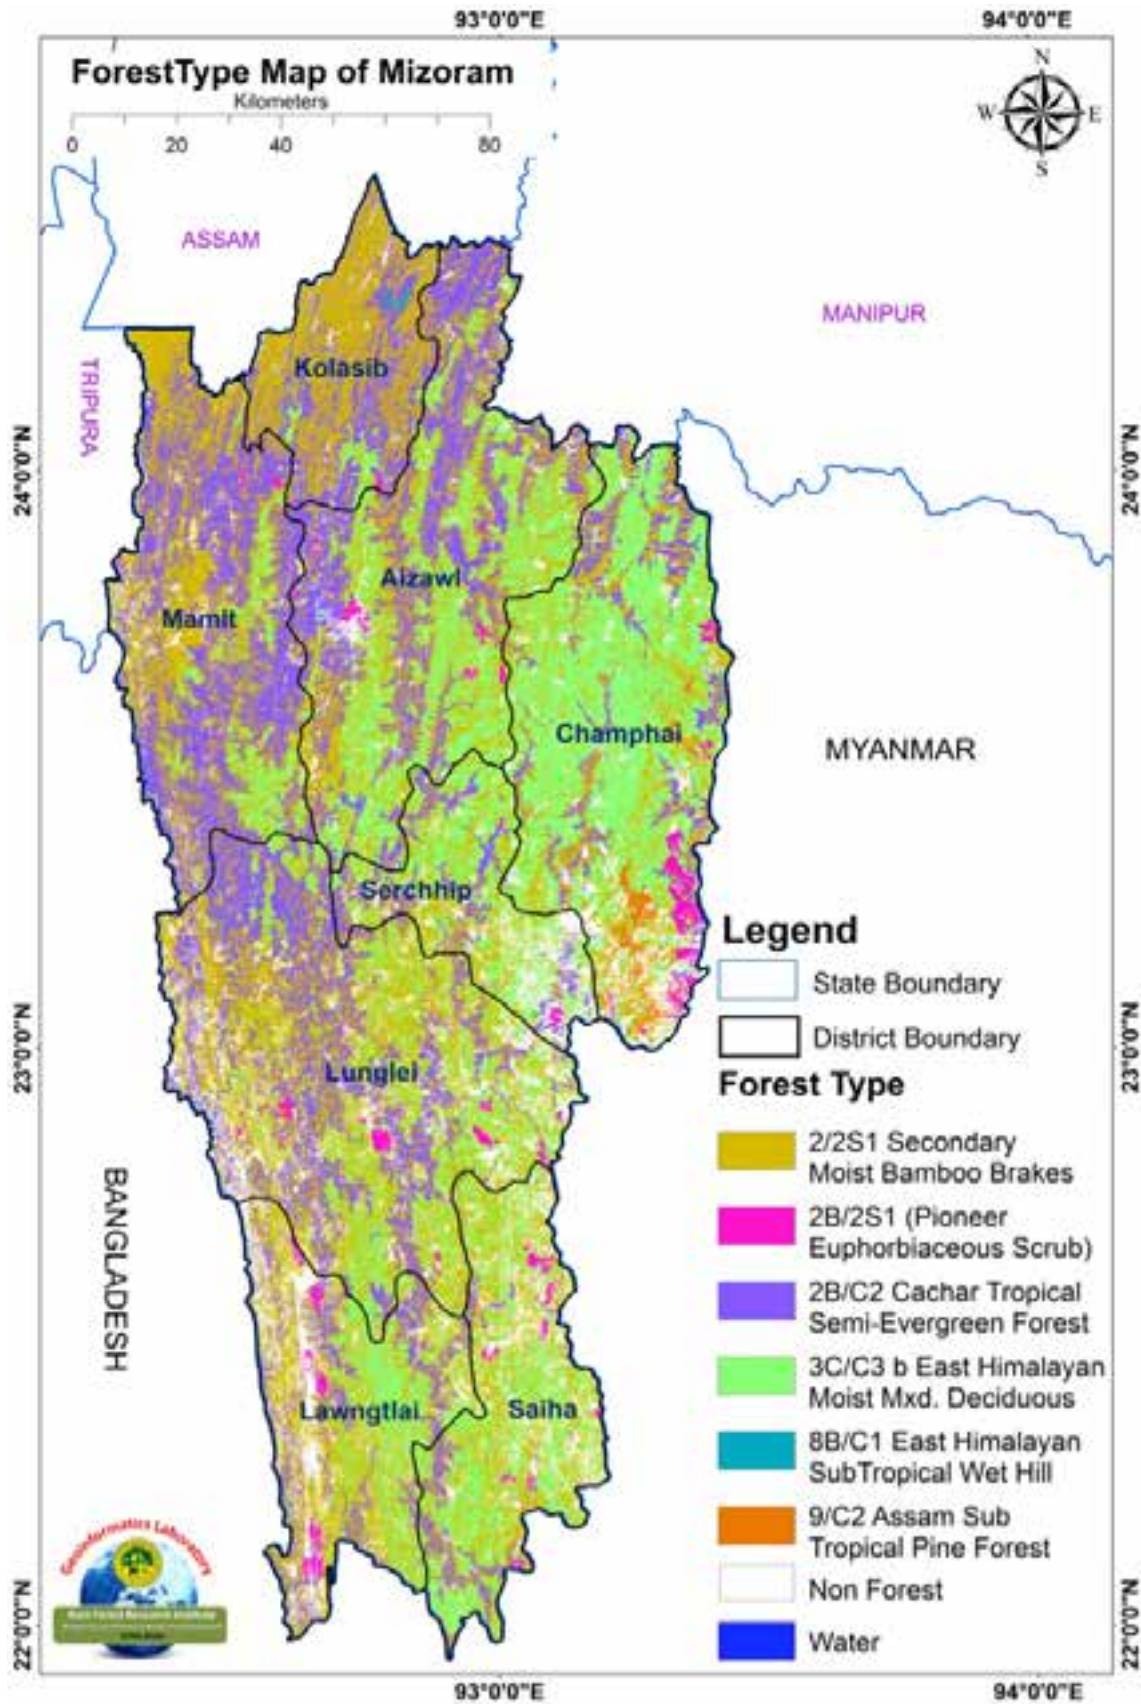 93°0'0"E 94°0'0"E
ForestType Map of Mizoram
Kilometers
0 20 40 80
N
W E
S
ASSAM
MANIPUR
TRIPURA
Kolasib
24°0'0"N 24°0'0"N
Aizawl
Mamit
Champhai
MYANMAR
Serchhip
Legend
State Boundary
District Boundary
23°0'0"N 23°0'0"N
Lunglei
Forest Type
2/2S1 Secondary
Moist Bamboo Brakes
BANGLADESH
2B/2S1 (Pioneer
Euphorbiaceous Scrub)
2B/C2 Cachar Tropical
Semi-Evergreen Forest
3C/C3 b East Himalayan
Moist Mxd. Deciduous
Lawngtlai
Saiha
8B/C1 East Himalayan
SubTropical Wet Hill
9/C2 Assam Sub
Tropical Pine Forest
Non Forest
Water
Geoinformatics Laboratory
Rain Forest Research Institute
22°0'0"N 22°0'0"N
93°0'0"E 94°0'0"E